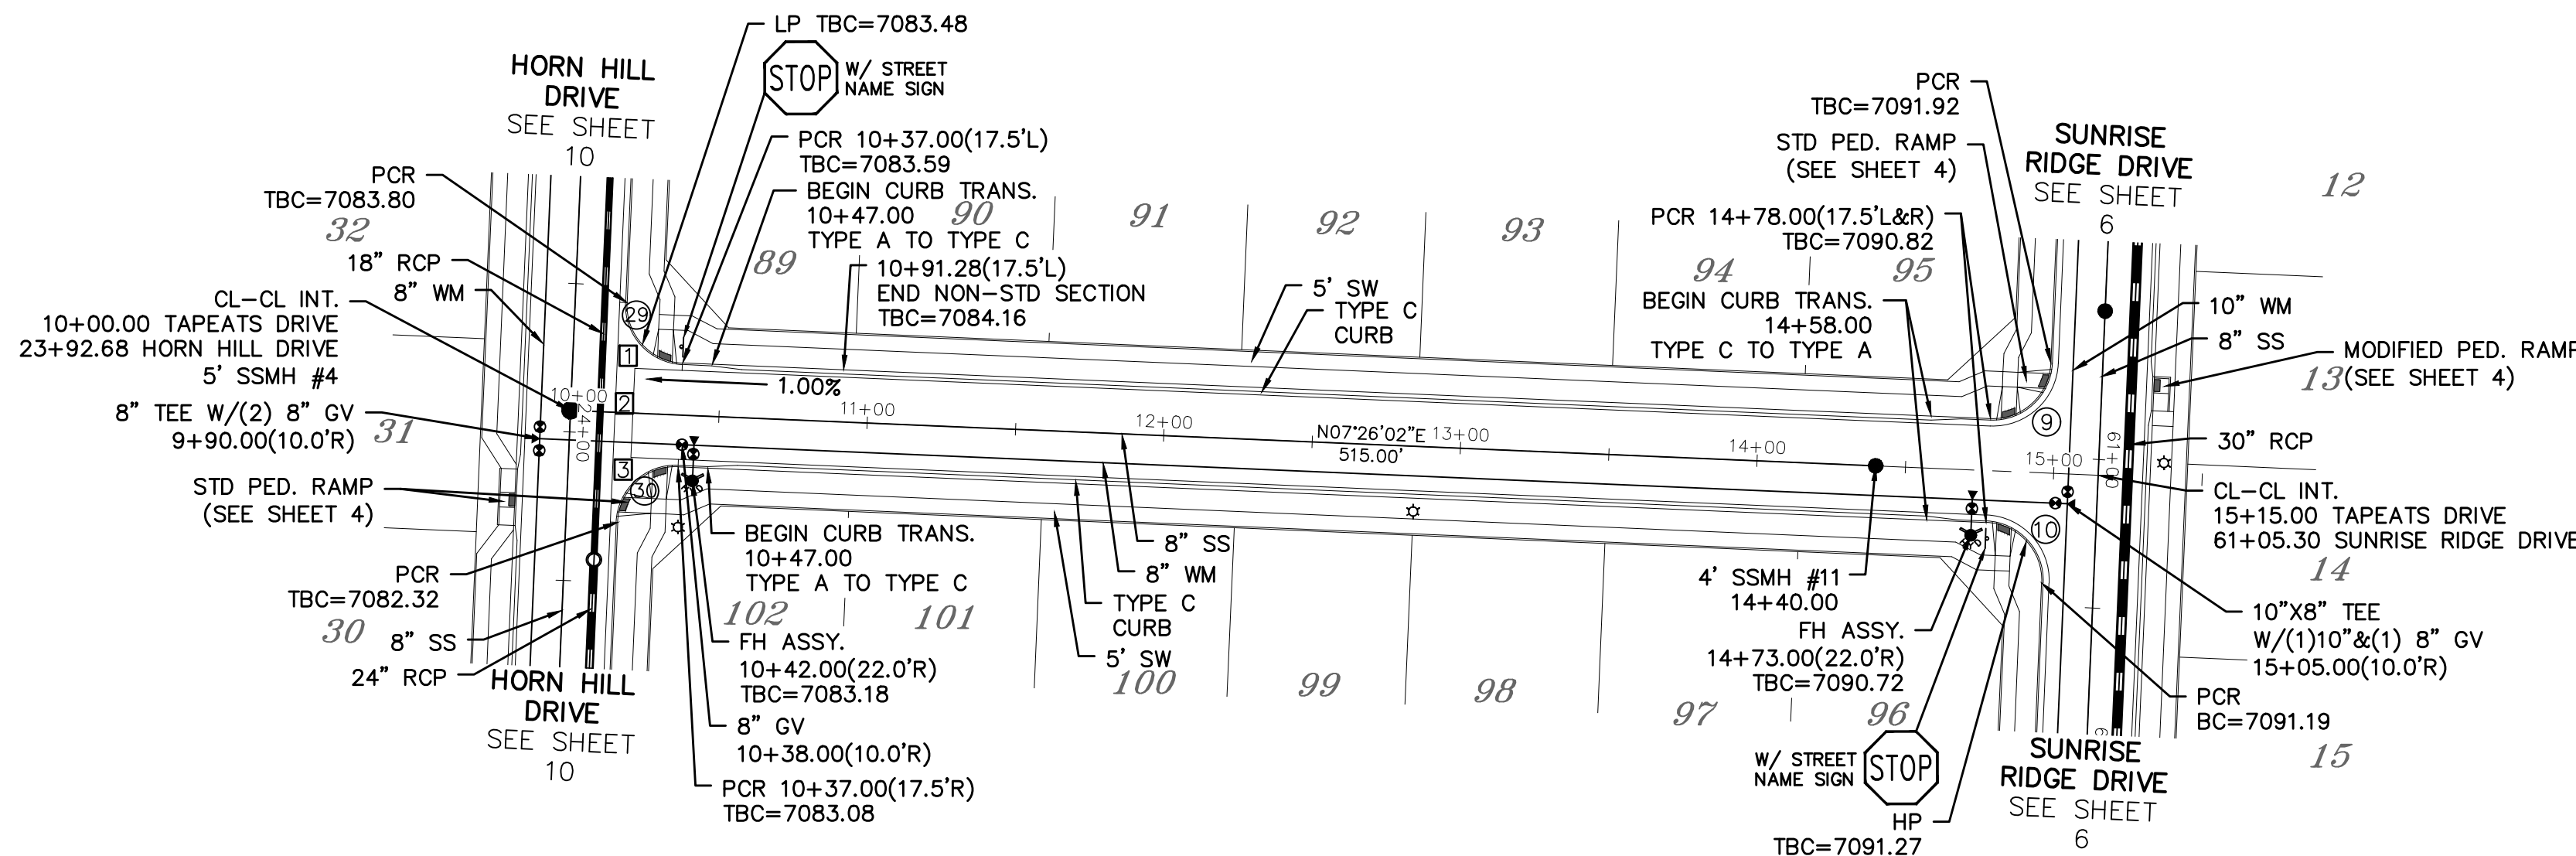 LP TBC=7083.48
STOP
W/ STREET
NAME SIGN
HORN HILL
DRIVE
SEE SHEET
10
PCR 10+37.00(17.5'L)
TBC=7083.59
BEGIN CURB TRANS.
10+47.00
TYPE A TO TYPE C
10+91.28(17.5'L)
END NON-STD SECTION
TBC=7084.16
PCR
TBC=7083.80
32
18" RCP
8" WM
CL-CL INT.
10+00.00 TAPEATS DRIVE
23+92.68 HORN HILL DRIVE
5' SSMH #4
8" TEE W/(2) 8" GV
9+90.00(10.0'R)
31
STD PED. RAMP
(SEE SHEET 4)
PCR
TBC=7082.32
30
8" SS
24" RCP
HORN HILL
DRIVE
SEE SHEET
10
29
1
2
3
30
10+00
24+00
1.00%
89
90
91
92
93
94
95
5' SW
TYPE C
CURB
11+00
12+00
N07°26'02"E
515.00'
13+00
14+00
15+00
61+00
PCR
TBC=7091.92
STD PED. RAMP
(SEE SHEET 4)
PCR 14+78.00(17.5'L&R)
TBC=7090.82
BEGIN CURB TRANS.
14+58.00
TYPE C TO TYPE A
SUNRISE
RIDGE DRIVE
SEE SHEET
6
12
10" WM
8" SS
MODIFIED PED. RAMP
(SEE SHEET 4)
13
9
10
30" RCP
CL-CL INT.
15+15.00 TAPEATS DRIVE
61+05.30 SUNRISE RIDGE DRIVE
14
10"X8" TEE
W/(1)10"&(1) 8" GV
15+05.00(10.0'R)
PCR
BC=7091.19
15
BEGIN CURB TRANS.
10+47.00
TYPE A TO TYPE C
102
101
FH ASSY.
10+42.00(22.0'R)
TBC=7083.18
8" GV
10+38.00(10.0'R)
PCR 10+37.00(17.5'R)
TBC=7083.08
8" SS
8" WM
TYPE C
CURB
5' SW
100
99
98
97
96
4' SSMH #11
14+40.00
FH ASSY.
14+73.00(22.0'R)
TBC=7090.72
W/ STREET
NAME SIGN
STOP
HP
TBC=7091.27
SUNRISE
RIDGE DRIVE
SEE SHEET
6